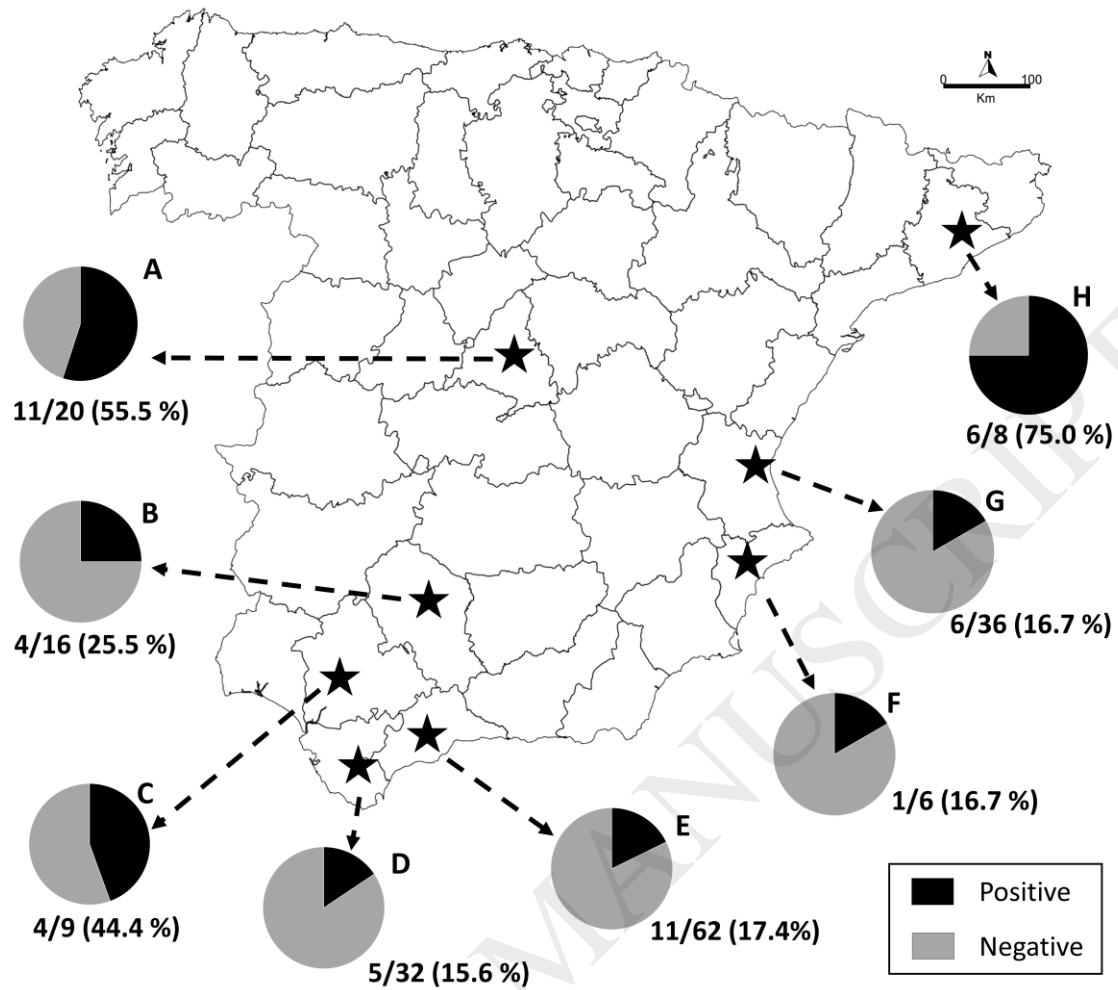 N
0 100
Km
A
11/20 (55.5 %)
H
6/8 (75.0 %)
B
4/16 (25.5 %)
G
6/36 (16.7 %)
F
1/6 (16.7 %)
C
4/9 (44.4 %)
D
5/32 (15.6 %)
E
11/62 (17.4%)
Positive
Negative
MANUSCRIPT